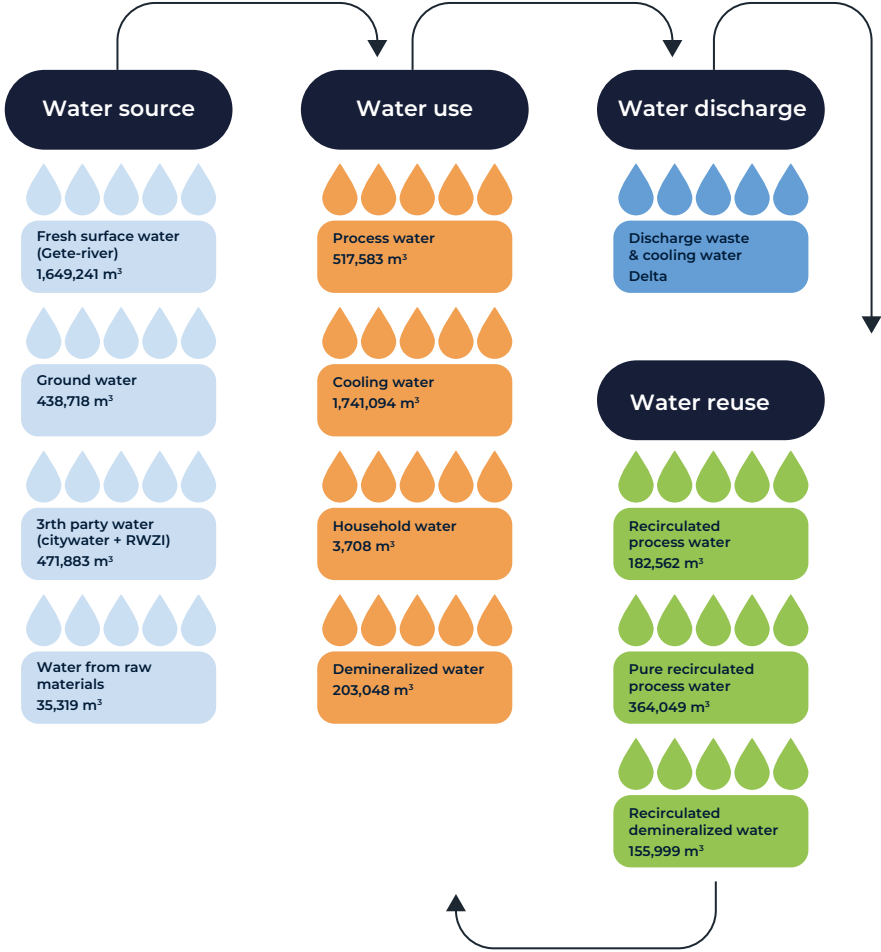 Water source
Fresh surface water
(Gete-river)
1,649,241 m³
Ground water
438,718 m³
3rth party water
(citywater + RWZI)
471,883 m³
Water from raw
materials
35,319 m³
Water use
Process water
517,583 m³
Cooling water
1,741,094 m³
Household water
3,708 m³
Demineralized water
203,048 m³
Water discharge
Discharge waste
& cooling water
Delta
Water reuse
Recirculated
process water
182,562 m³
Pure recirculated
process water
364,049 m³
Recirculated
demineralized water
155,999 m³